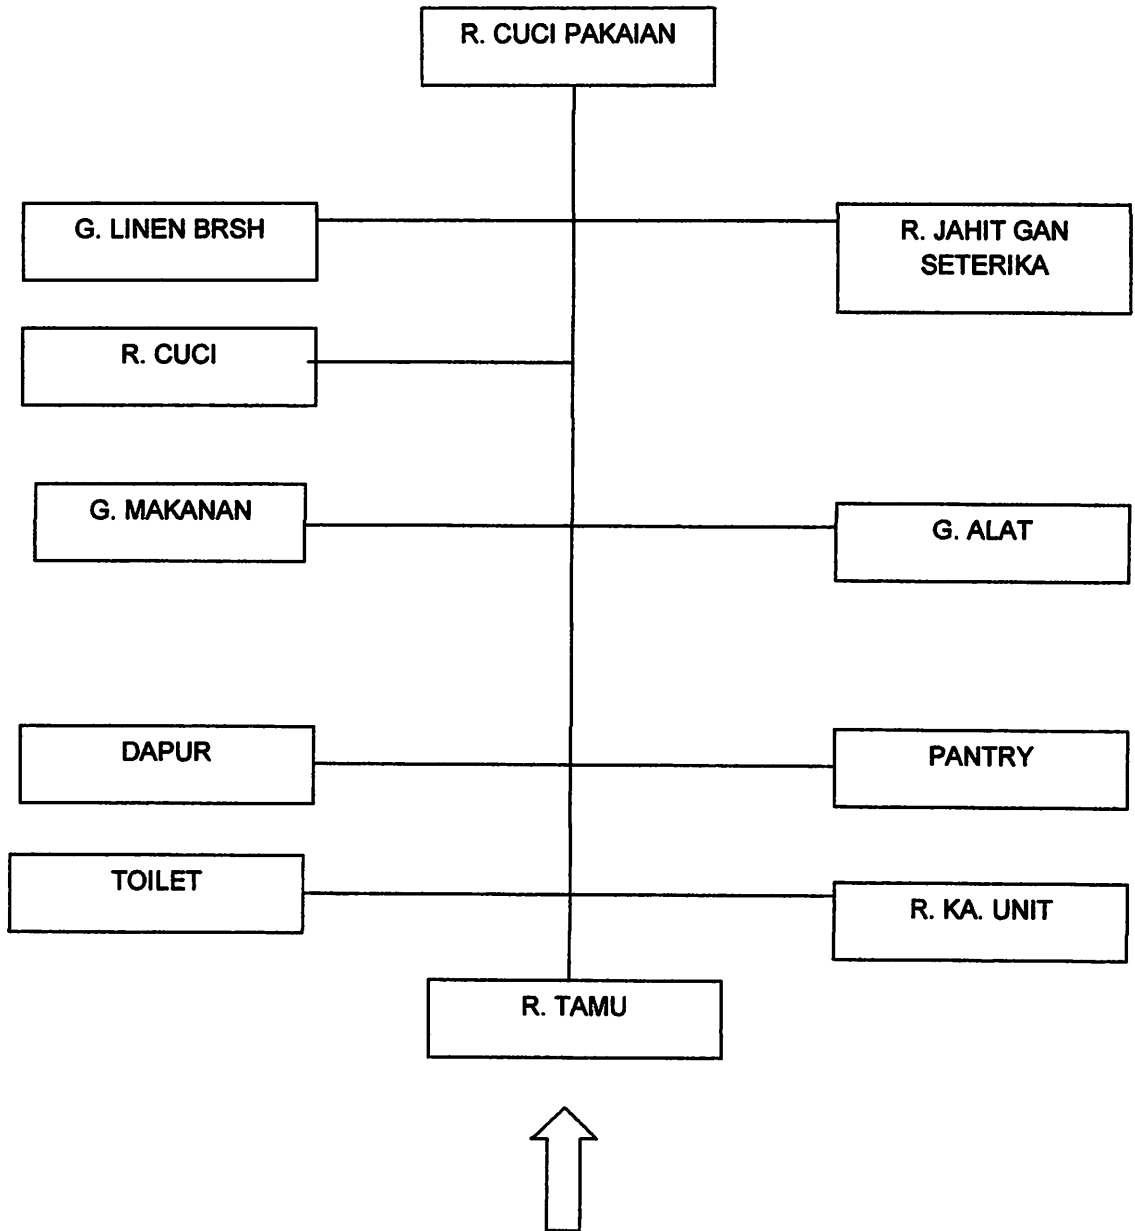 R. CUCI PAKAIAN
G. LINEN BRSH
R. JAHIT GAN
SETERIKA
R. CUCI
G. MAKANAN
G. ALAT
DAPUR
PANTRY
TOILET
R. KA. UNIT
R. TAMU